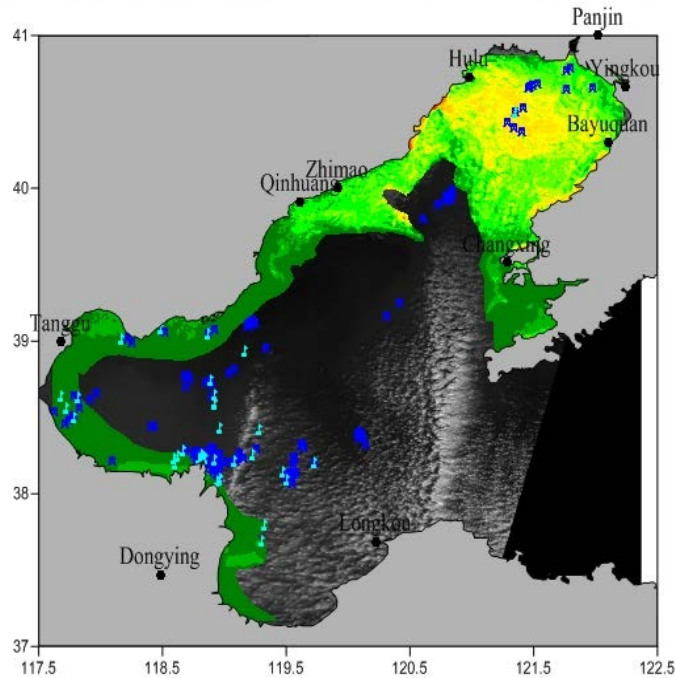 Panjin
41
Hulu
Yingkou
Bayuquan
Zhimao
40
Qinhuang
Changxing
Tanggu
39
38
Longkou
Dongying
37
117.5 118.5 119.5 120.5 121.5 122.5